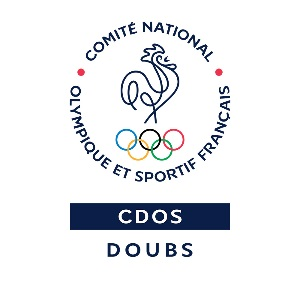 COMITÉ NATIONAL
OLYMPIQUE ET SPORTIF FRANÇAIS
CDOS
DOUBS